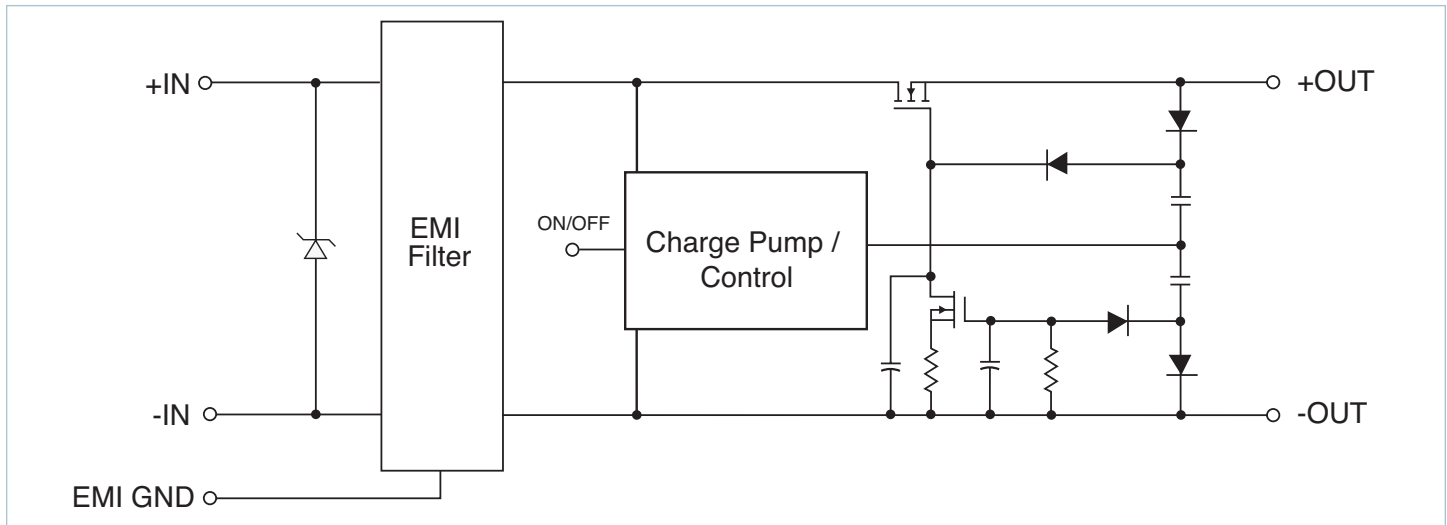 +IN
+OUT
EMI
Filter
ON/OFF
Charge Pump /
Control
-IN
-OUT
EMI GND